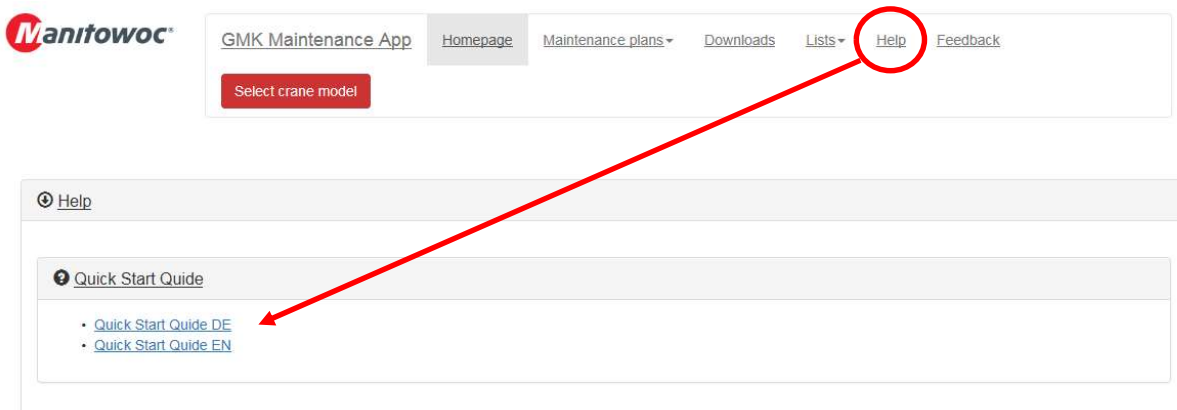 Manitowoc®
GMK Maintenance App Homepage Maintenance plans Downloads Lists Help Feedback
Select crane model
Help
Quick Start Quide
• Quick Start Quide DE
• Quick Start Quide EN